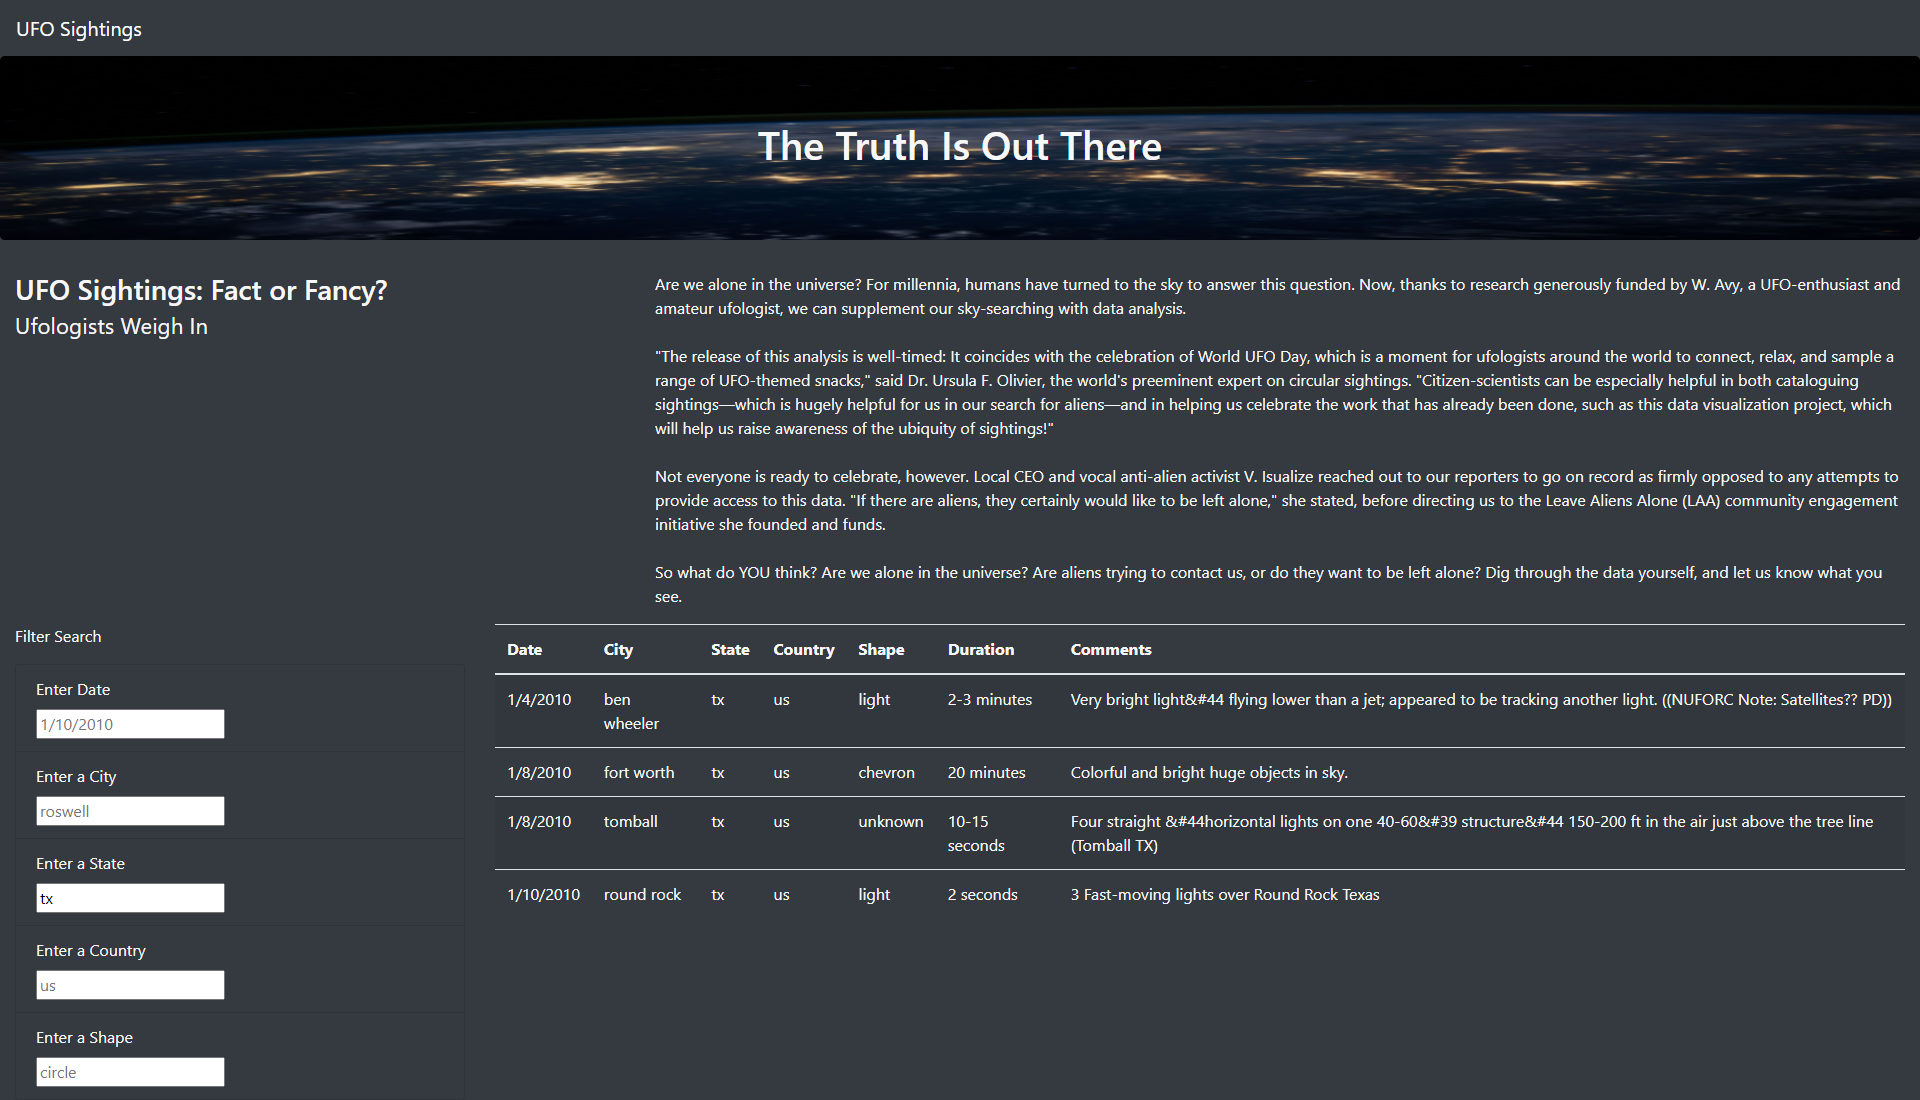 UFO Sightings
The Truth Is Out There
UFO Sightings: Fact or Fancy?
Ufologists Weigh In
Are we alone in the universe? For millennia, humans have turned to the sky to answer this question. Now, thanks to research generously funded by W. Avy, a UFO-enthusiast and
amateur ufologist, we can supplement our sky-searching with data analysis.
"The release of this analysis is well-timed: It coincides with the celebration of World UFO Day, which is a moment for ufologists around the world to connect, relax, and sample a
range of UFO-themed snacks," said Dr. Ursula F. Olivier, the world's preeminent expert on circular sightings. "Citizen-scientists can be especially helpful in both cataloguing
sightings—which is hugely helpful for us in our search for aliens—and in helping us celebrate the work that has already been done, such as this data visualization project, which
will help us raise awareness of the ubiquity of sightings!"
Not everyone is ready to celebrate, however. Local CEO and vocal anti-alien activist V. Isualize reached out to our reporters to go on record as firmly opposed to any attempts to
provide access to this data. "If there are aliens, they certainly would like to be left alone," she stated, before directing us to the Leave Aliens Alone (LAA) community engagement
initiative she founded and funds.
So what do YOU think? Are we alone in the universe? Are aliens trying to contact us, or do they want to be left alone? Dig through the data yourself, and let us know what you
see.
Filter Search
Enter Date
1/10/2010
Enter a City
roswell
Enter a State
tx
Enter a Country
us
Enter a Shape
circle
Date City State Country Shape Duration Comments
1/4/2010 ben tx us light 2-3 minutes Very bright light&#44 flying lower than a jet; appeared to be tracking another light. ((NUFORC Note: Satellites?? PD))
wheeler
1/8/2010 fort worth tx us chevron 20 minutes Colorful and bright huge objects in sky.
1/8/2010 tomball tx us unknown 10-15 Four straight &#44horizontal lights on one 40-60&#39 structure&#44 150-200 ft in the air just above the tree line
seconds (Tomball TX)
1/10/2010 round rock tx us light 2 seconds 3 Fast-moving lights over Round Rock Texas